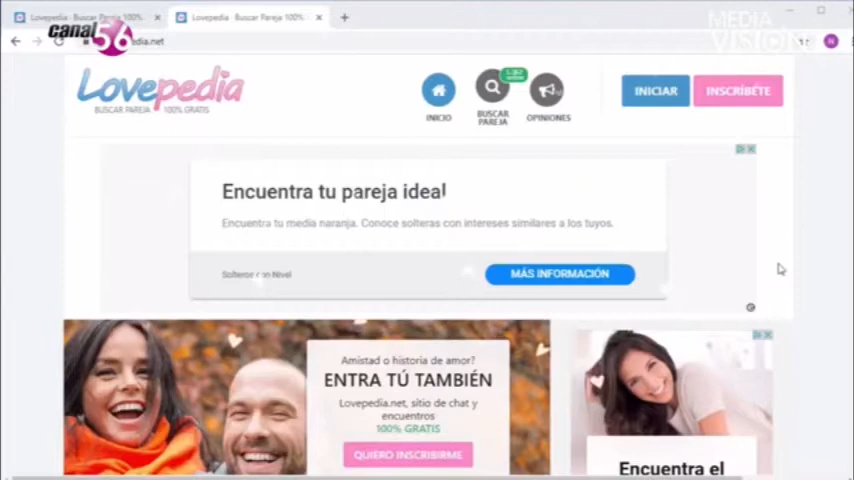 Lovepedia · Buscar Pareja 100%
Lovepedia · Buscar Pareja 100%
canal 56
MEDIA
VISION
dia.net
N
Lovepedia
BUSCAR PAREJA 100% GRATIS
INICIO
BUSCAR
PAREJA
OPINIONES
INICIAR
INSCRÍBETE
Encuentra tu pareja ideal
Encuentra tu media naranja. Conoce solteras con intereses similares a los tuyos.
Solteros con Nivel
MÁS INFORMACIÓN
Amistad o historia de amor?
ENTRA TÚ TAMBIÉN
Lovepedia.net, sitio de chat y
encuentros
100% GRATIS
QUIERO INSCRIBIRME
Encuentra el